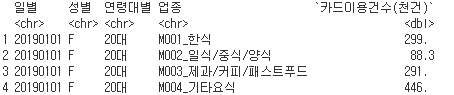 일별 성별 연령대별 업종 `카드이용건수(천건)`
<chr> <chr> <chr> <chr> <dbl>
1 20190101 F 20대 M001_한식 299.
2 20190101 F 20대 M002_일식/중식/양식 88.3
3 20190101 F 20대 M003_제과/커피/패스트푸드 291.
4 20190101 F 20대 M004_기타요식 446.